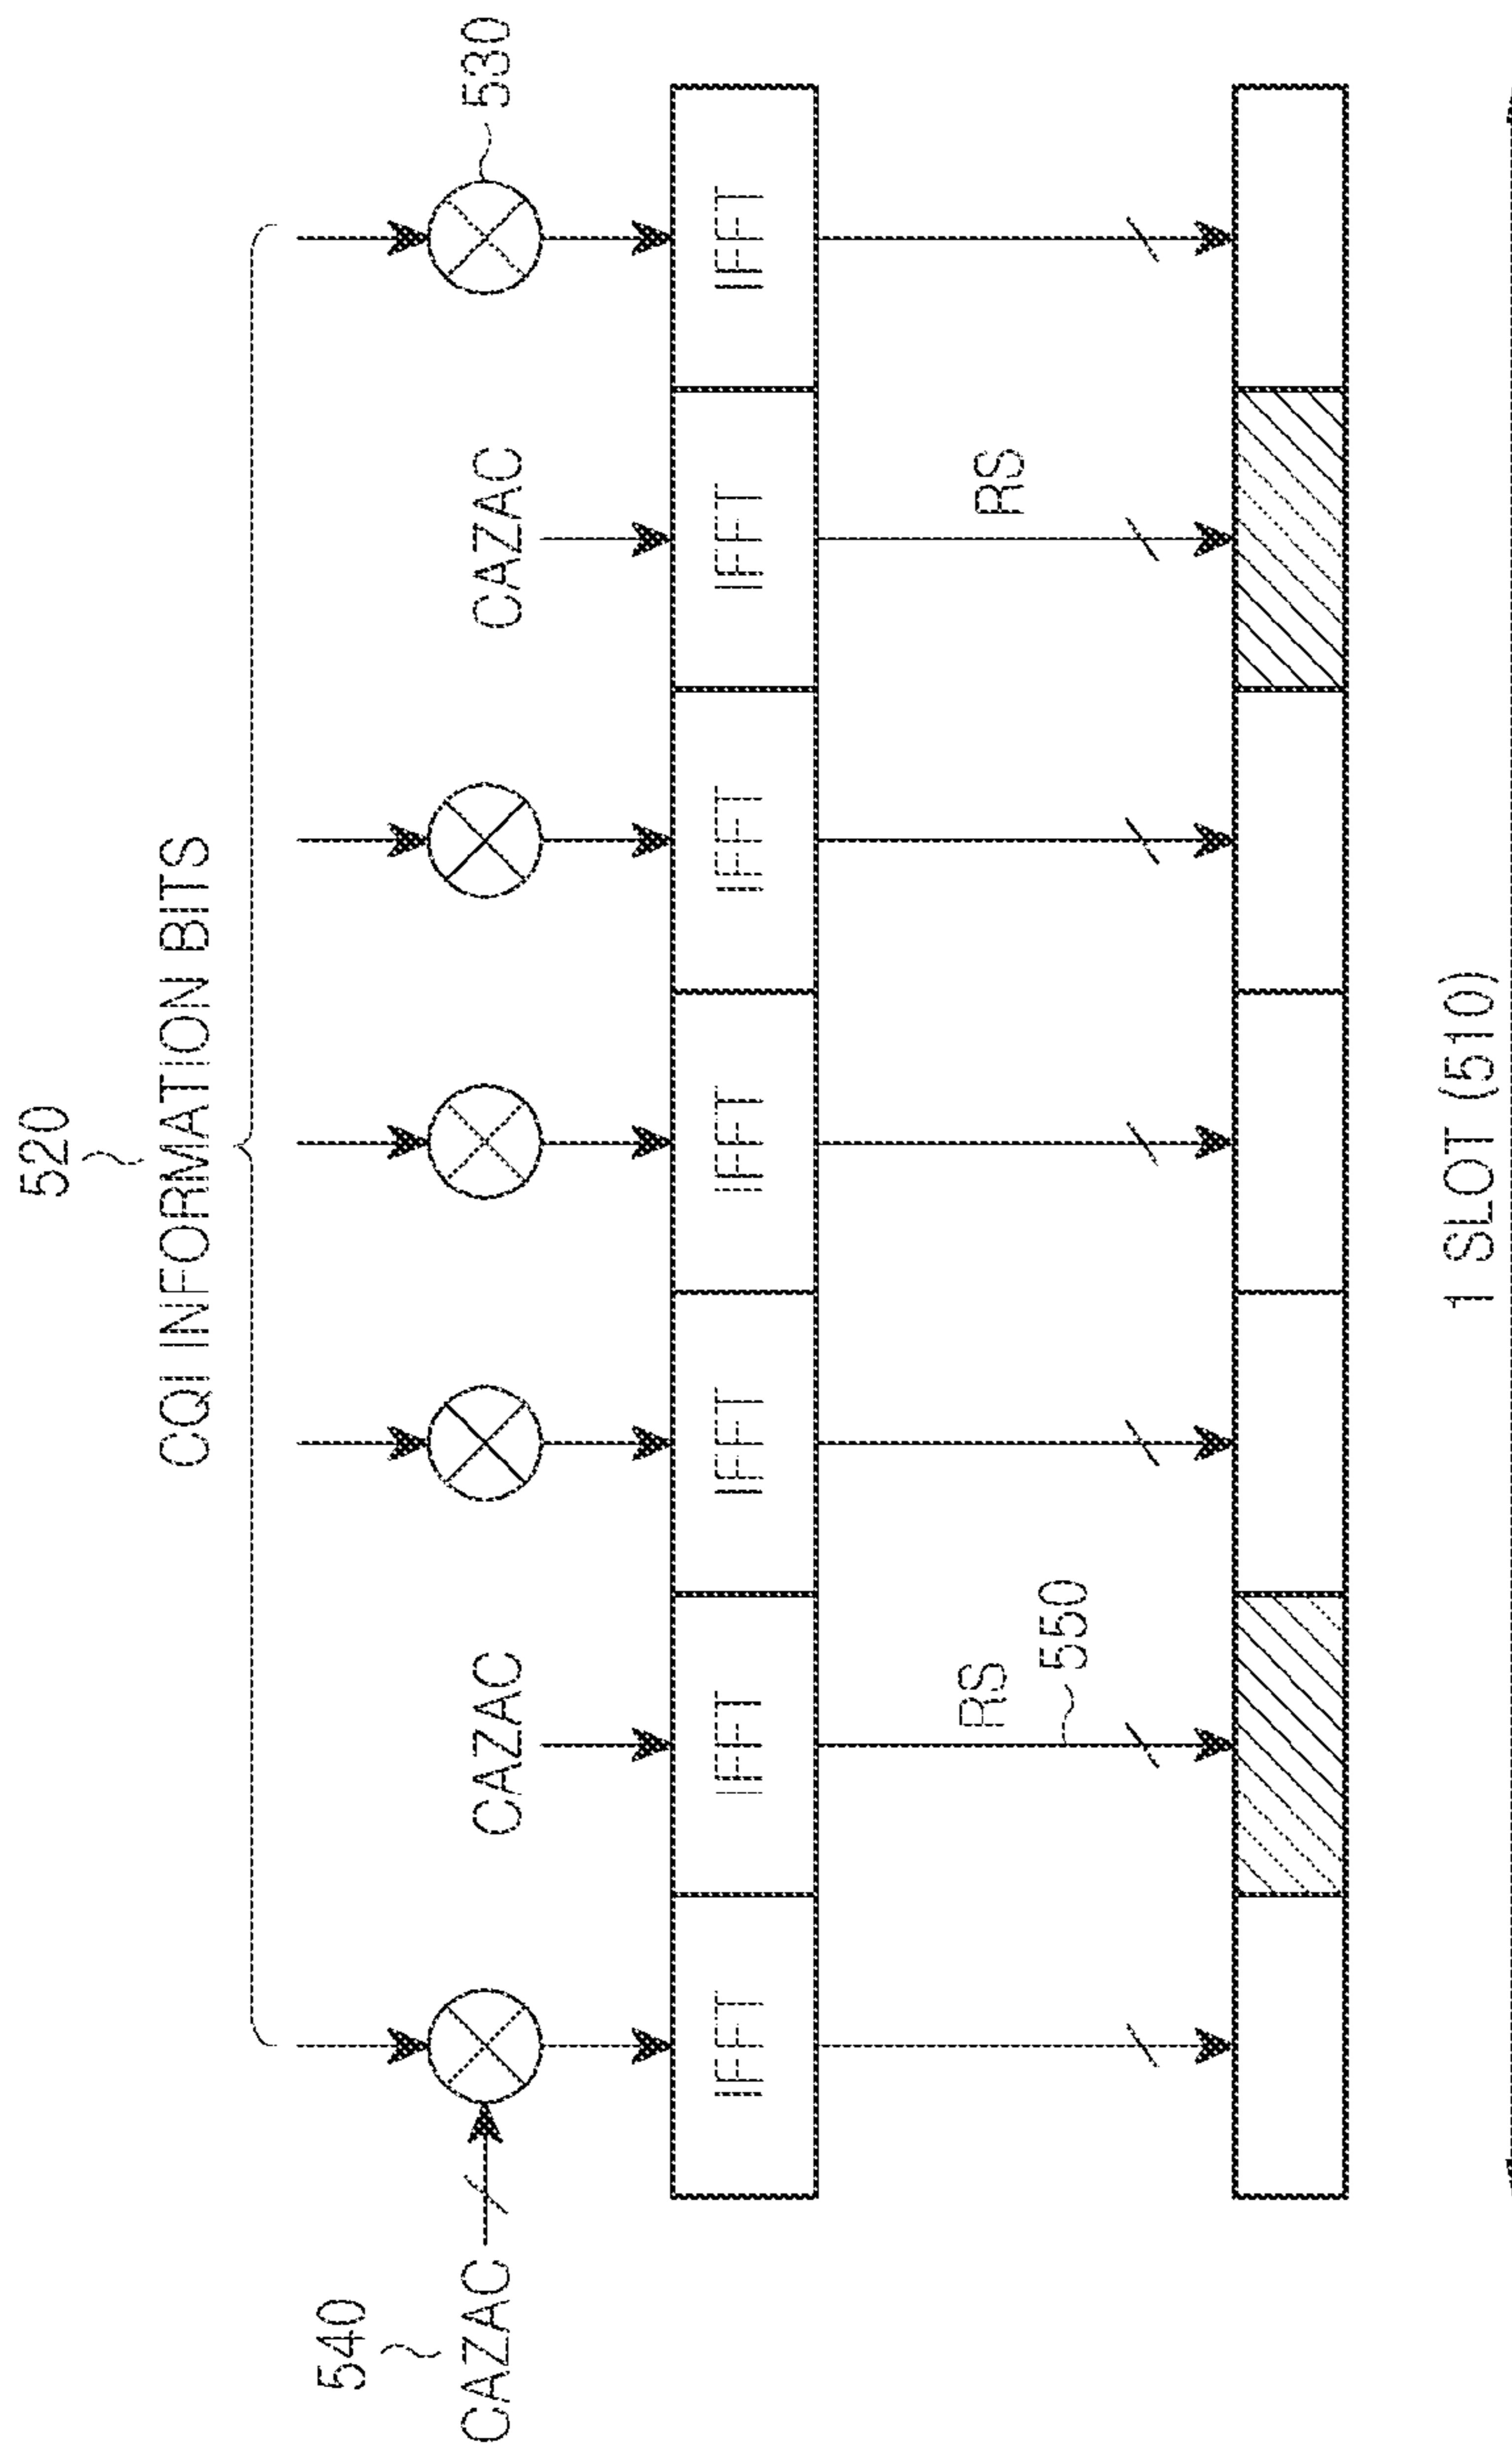 520
CQI INFORMATION BITS
540
CAZAC
CAZAC
CAZAC
530
IFFT
IFFT
IFFT
IFFT
IFFT
IFFT
IFFT
RS
550
RS
1 SLOT (510)